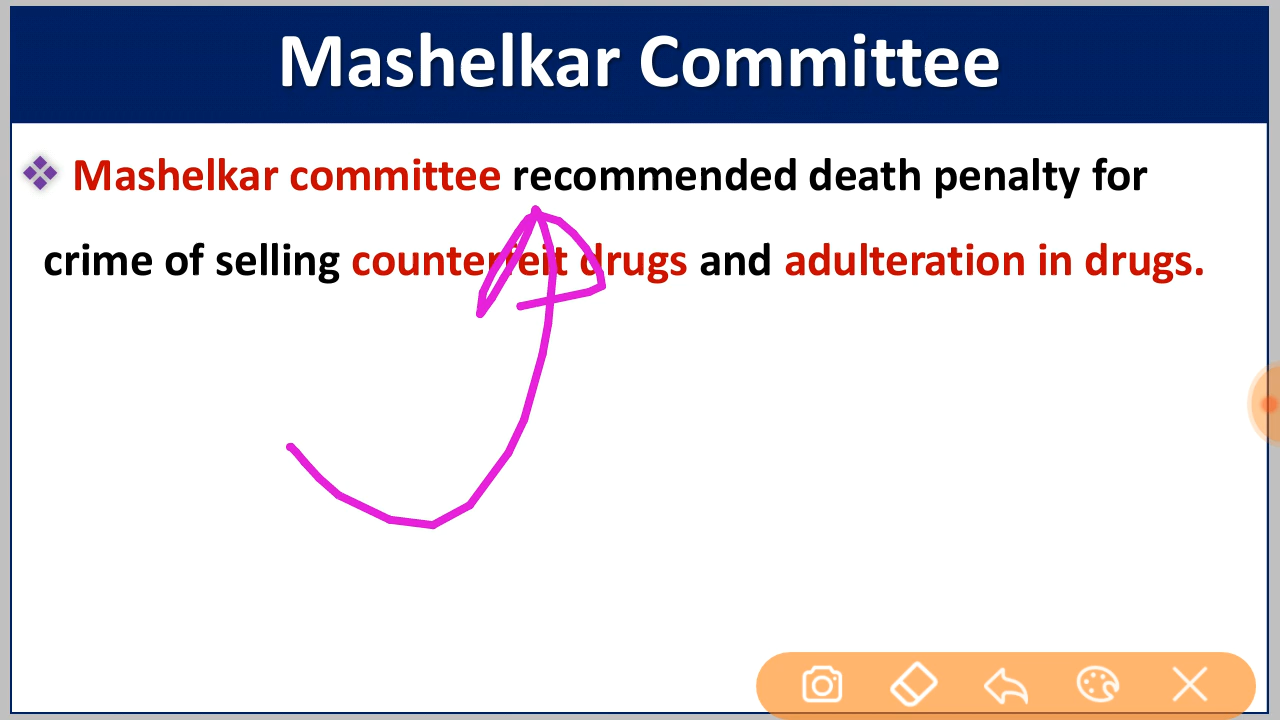 Mashelkar Committee
Mashelkar committee recommended death penalty for
crime of selling counterfeit drugs and adulteration in drugs.